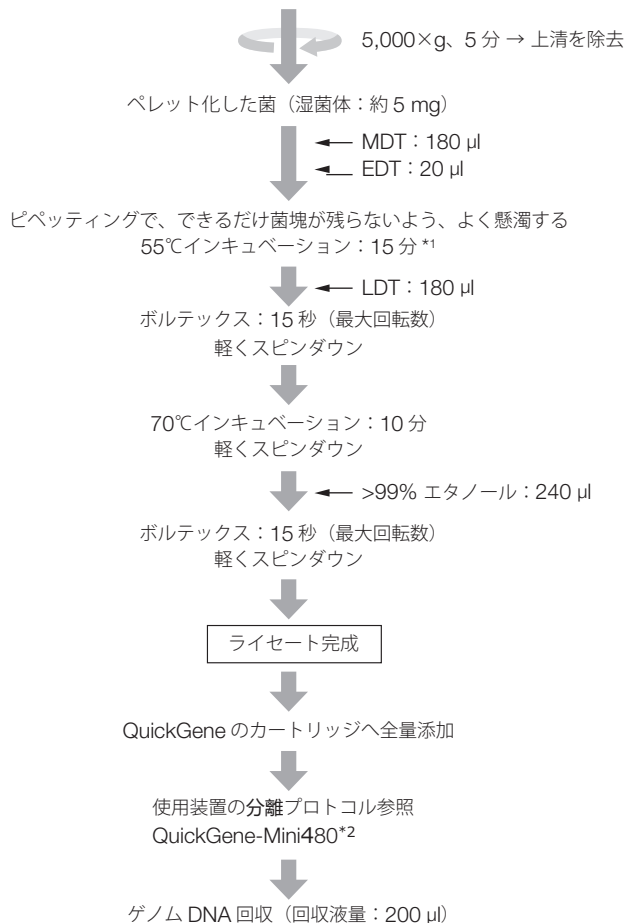 5,000×g、5 分 → 上清を除去
ペレット化した菌（湿菌体：約 5 mg）
MDT：180 µl
EDT：20 µl
ピペッティングで、できるだけ菌塊が残らないよう、よく懸濁する
55℃インキュベーション：15 分 *1
LDT：180 µl
ボルテックス：15 秒（最大回転数）
軽くスピンダウン
70℃インキュベーション：10 分
軽くスピンダウン
>99% エタノール：240 µl
ボルテックス：15 秒（最大回転数）
軽くスピンダウン
ライセート完成
QuickGene のカートリッジへ全量添加
使用装置の分離プロトコル参照
QuickGene-Mini480*2
ゲノム DNA 回収（回収液量：200 µl）